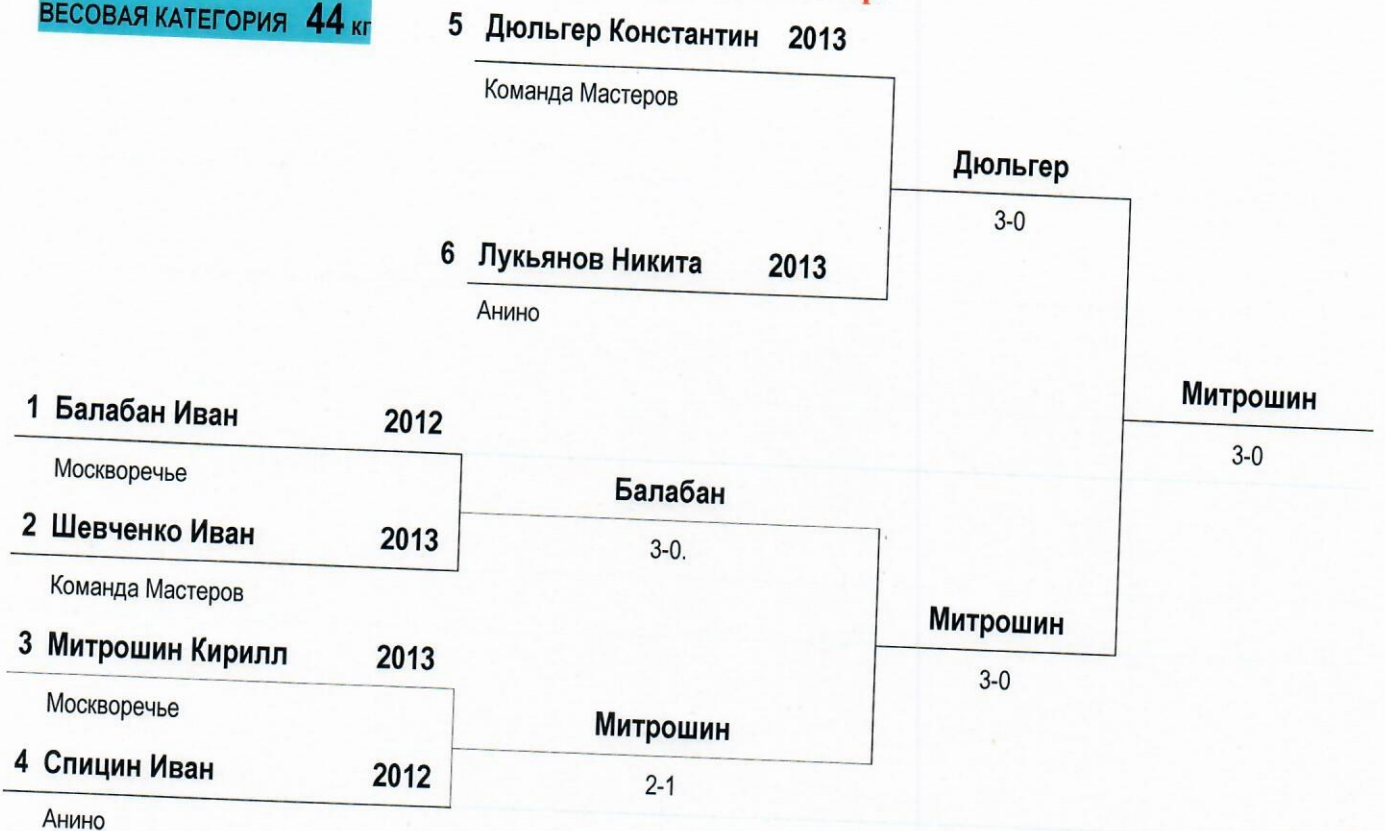 ВЕСОВАЯ КАТЕГОРИЯ 44 кг
5 Дюльгер Константин 2013
Команда Мастеров
Дюльгер
3-0
6 Лукьянов Никита 2013
Анино
Митрошин
3-0
1 Балабан Иван 2012
Москворечье
Балабан
3-0.
2 Шевченко Иван 2013
Команда Мастеров
Митрошин
3-0
3 Митрошин Кирилл 2013
Москворечье
Митрошин
2-1
4 Спицин Иван 2012
Анино